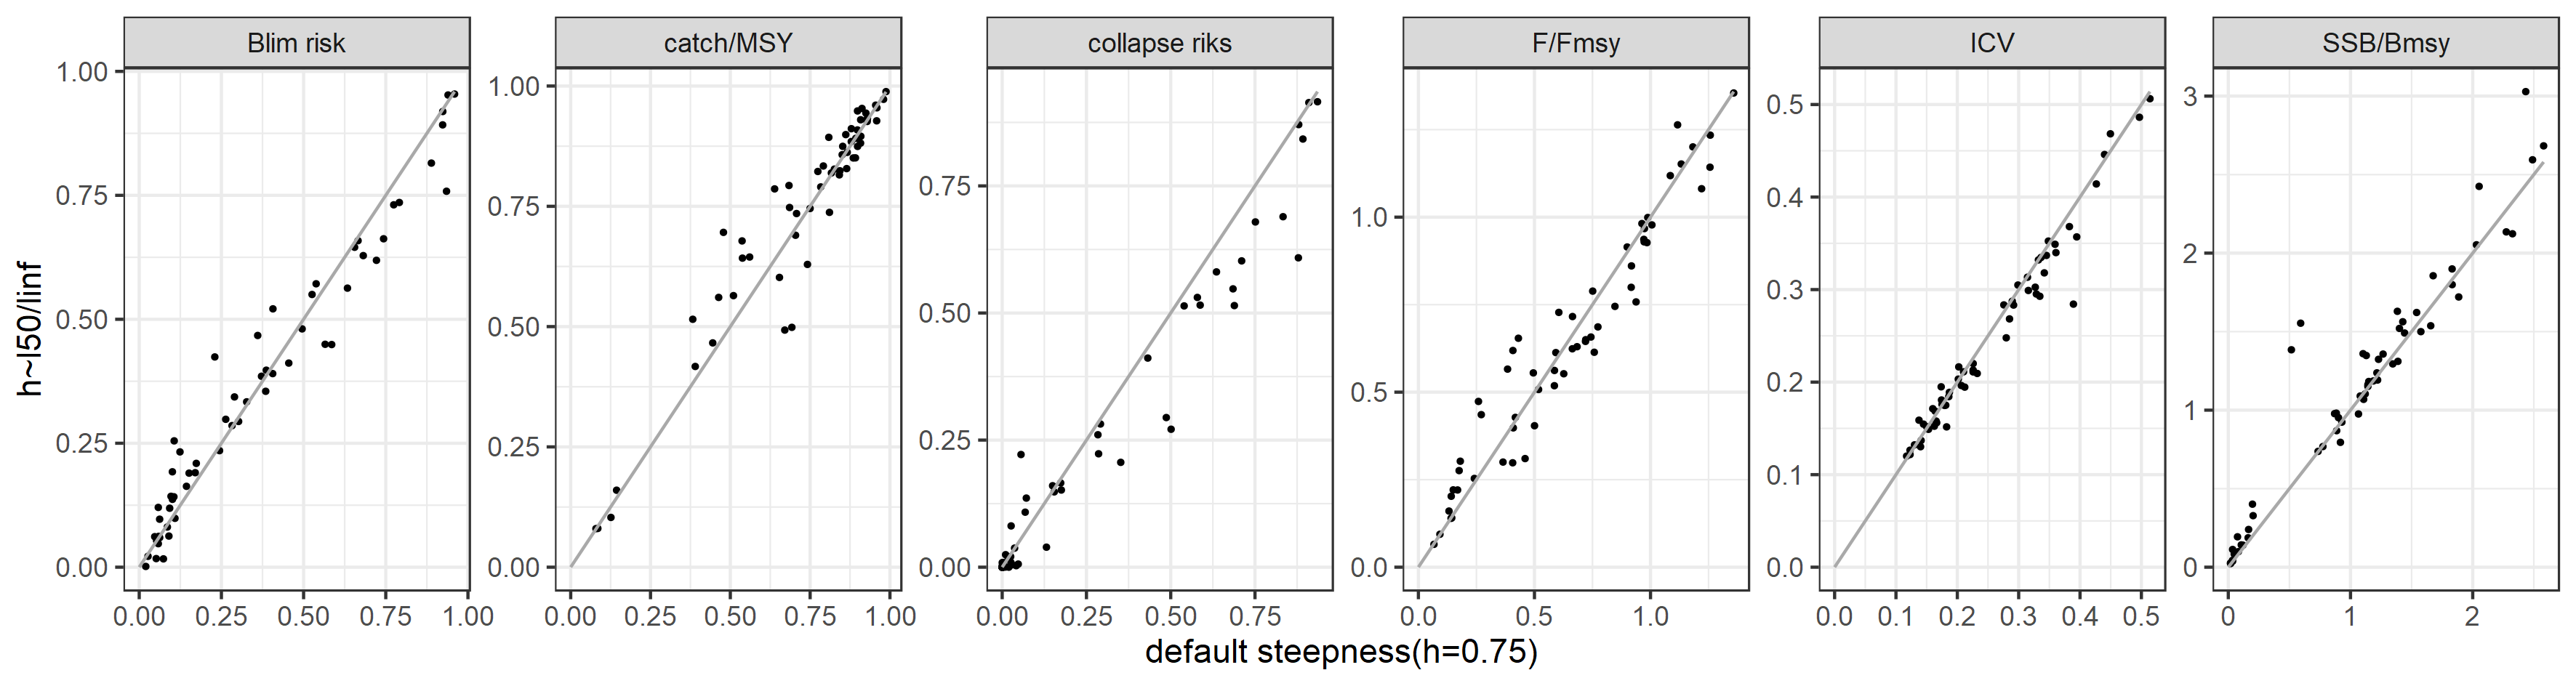 Blim risk
catch/MSY
collapse riks
F/Fmsy
ICV
SSB/Bmsy
h~l50/linf
1.00
0.75
0.50
0.25
0.00
1.00
0.75
0.50
0.25
0.00
0.75
0.50
0.25
0.00
1.0
0.5
0.0
0.5
0.4
0.3
0.2
0.1
0.0
3
2
1
0
0.00 0.25 0.50 0.75 1.00
0.00 0.25 0.50 0.75 1.00
0.00 0.25 0.50 0.75
0.0 0.5 1.0
0.0 0.1 0.2 0.3 0.4 0.5
0 1 2
default steepness(h=0.75)